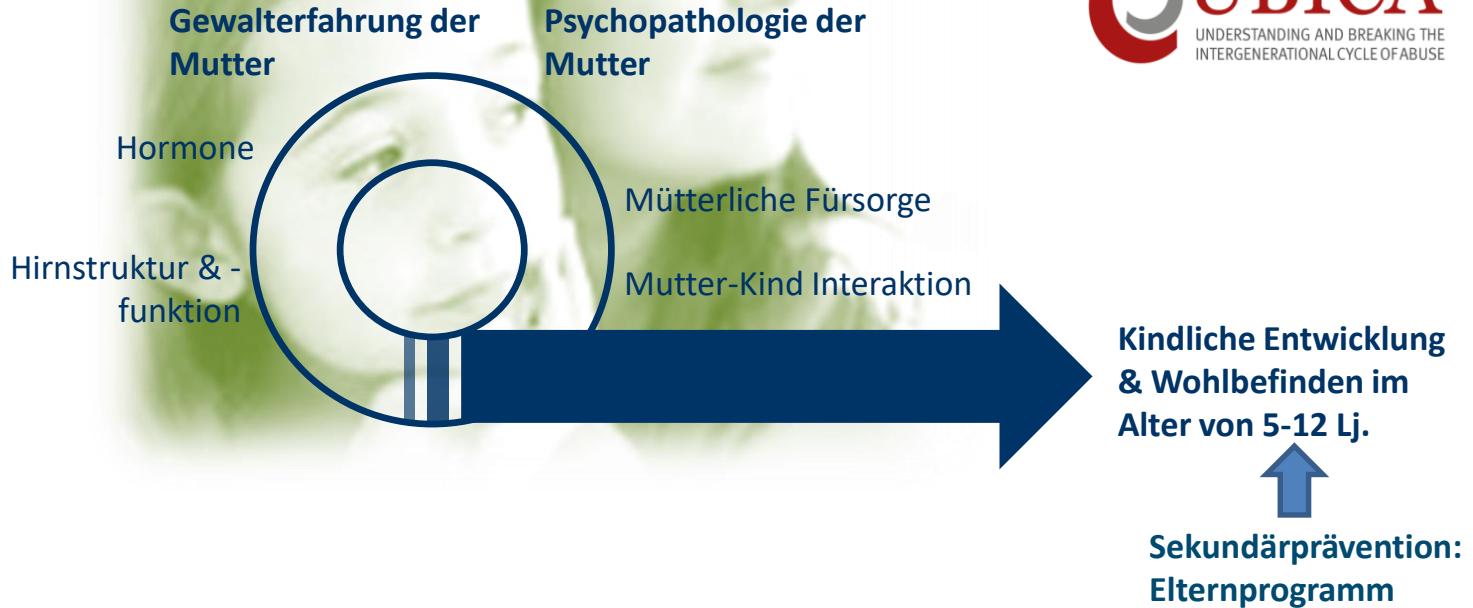 Gewalterfahrung der
Mutter
Psychopathologie der
Mutter
UBICA
UNDERSTANDING AND BREAKING THE
INTERGENERATIONAL CYCLE OF ABUSE
Hormone
Hirnstruktur & -
funktion
Mütterliche Fürsorge
Mutter-Kind Interaktion
Kindliche Entwicklung
& Wohlbefinden im
Alter von 5-12 Lj.
Sekundärprävention:
Elternprogramm